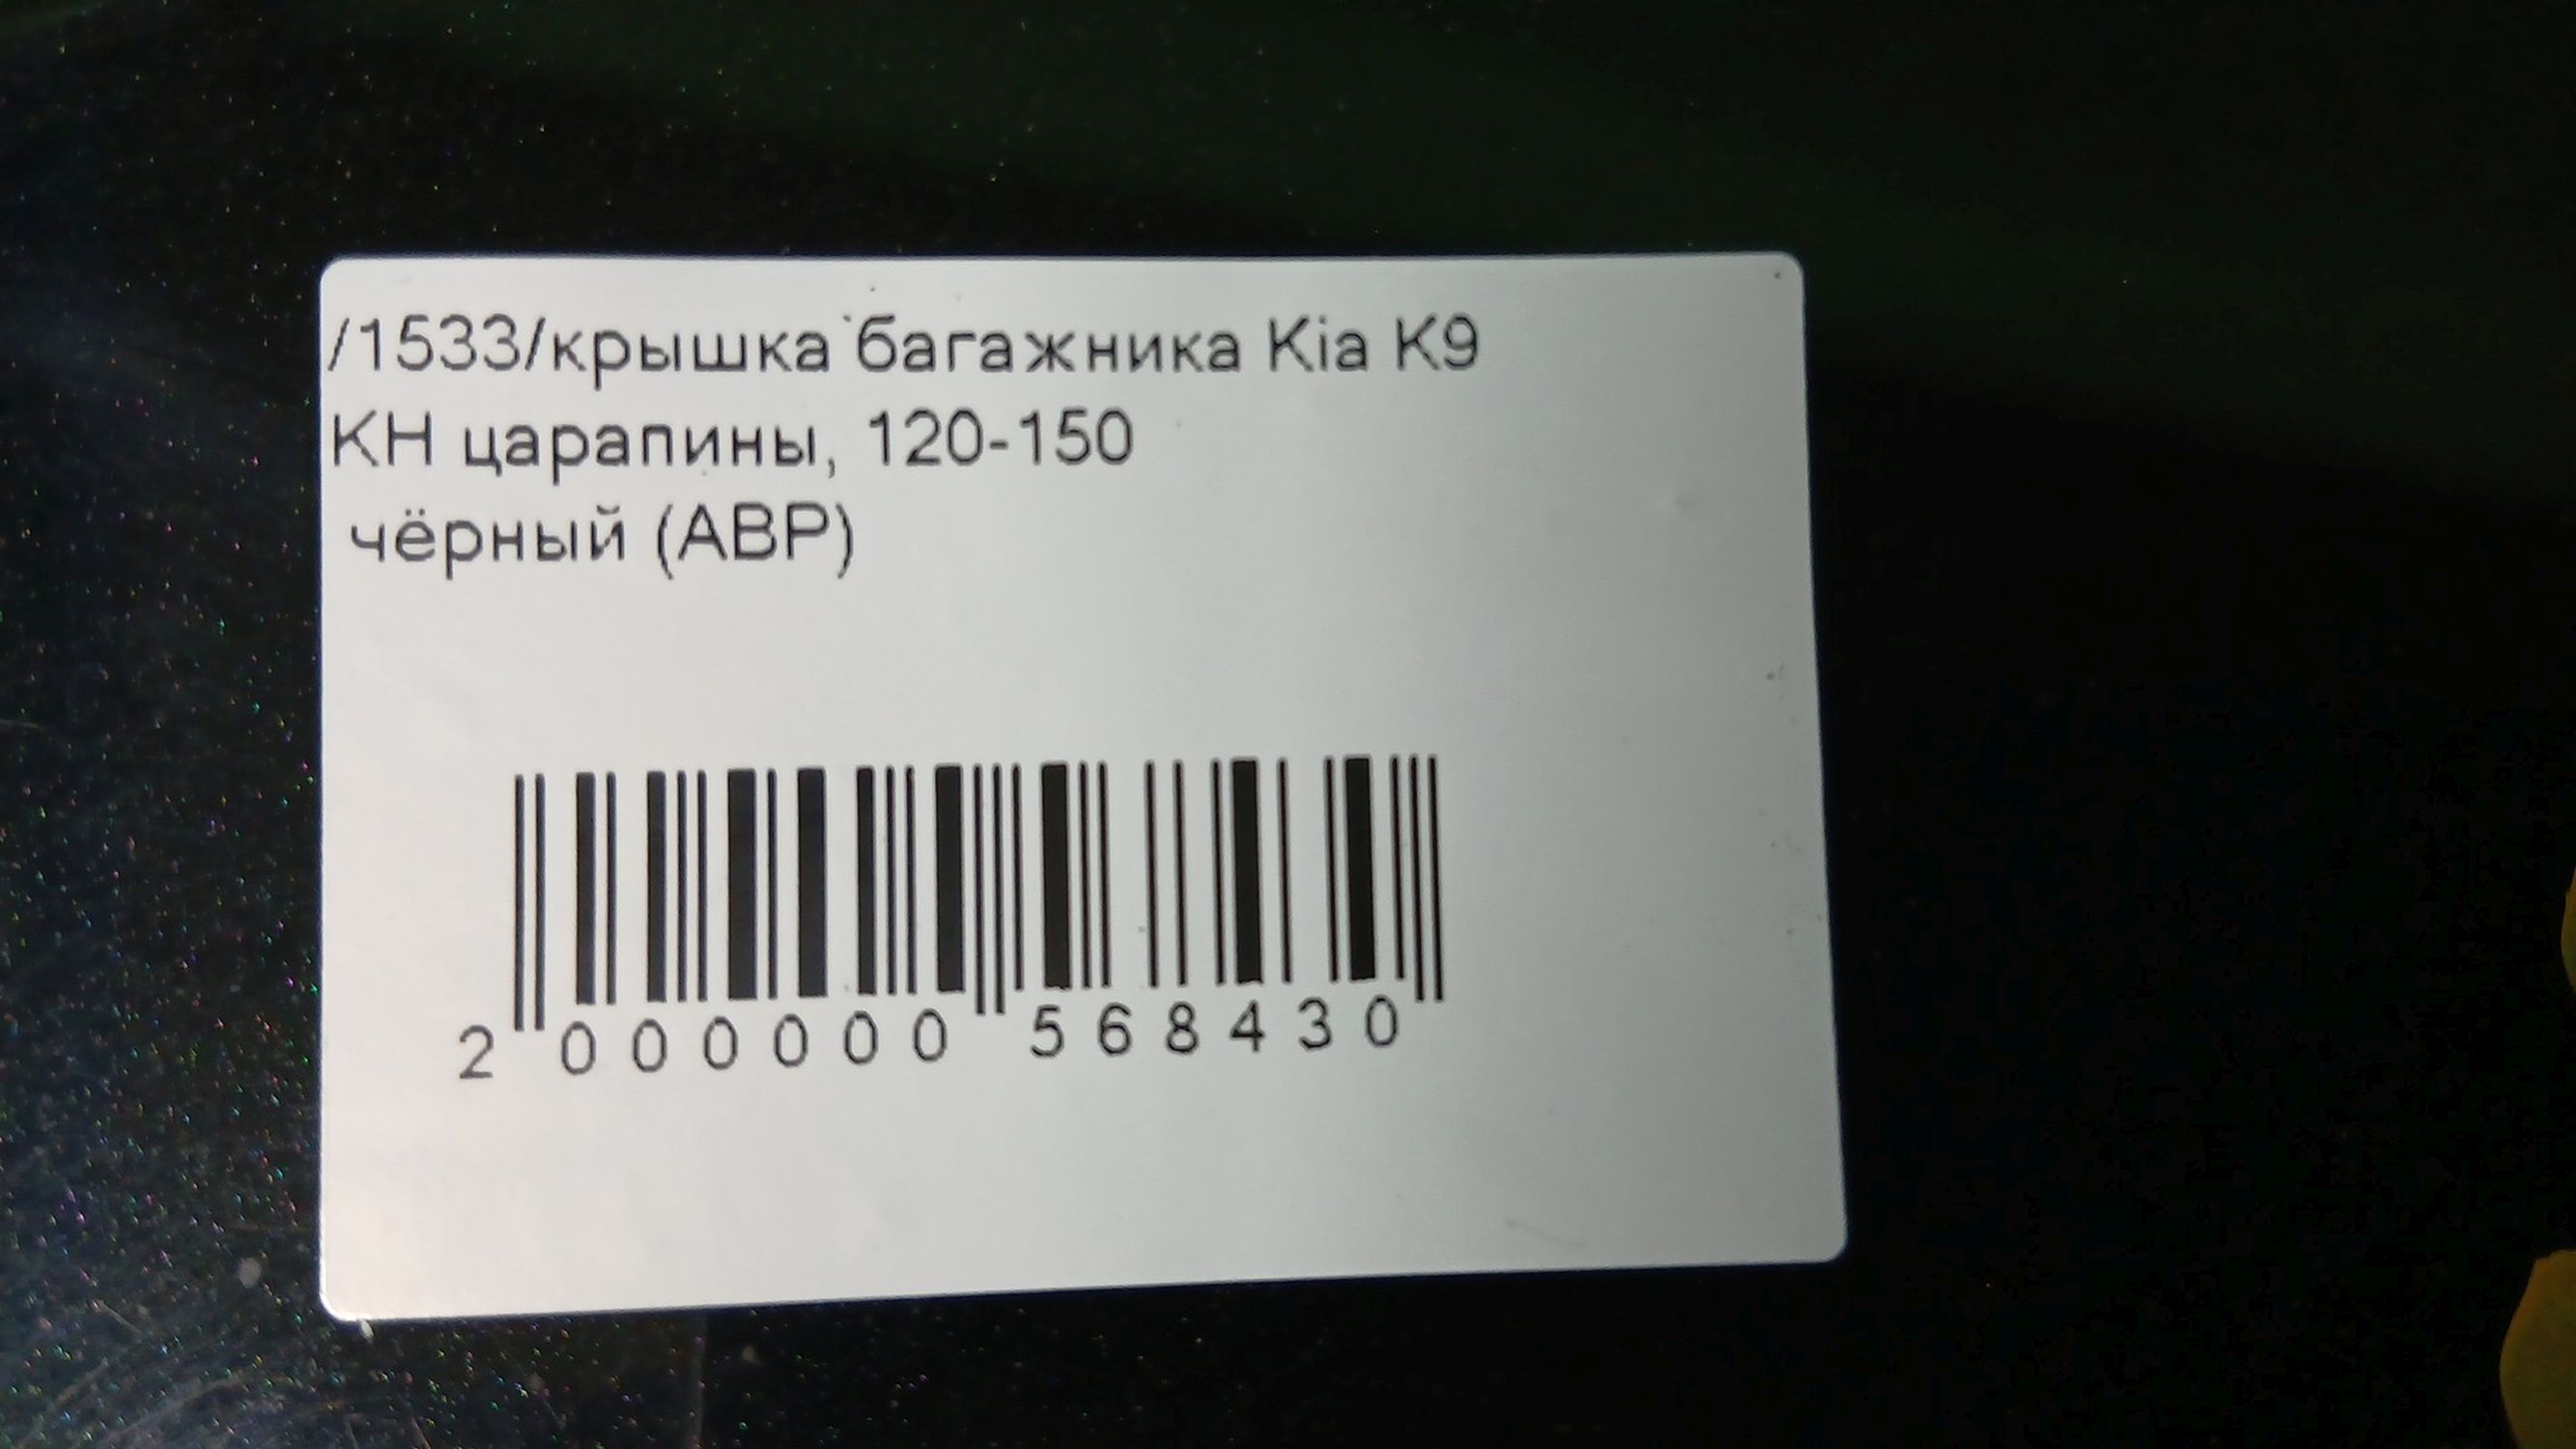 /1533/крышка багажника Kia K9
KH царапины, 120-150
чёрный (ABP)
2 000000 568430